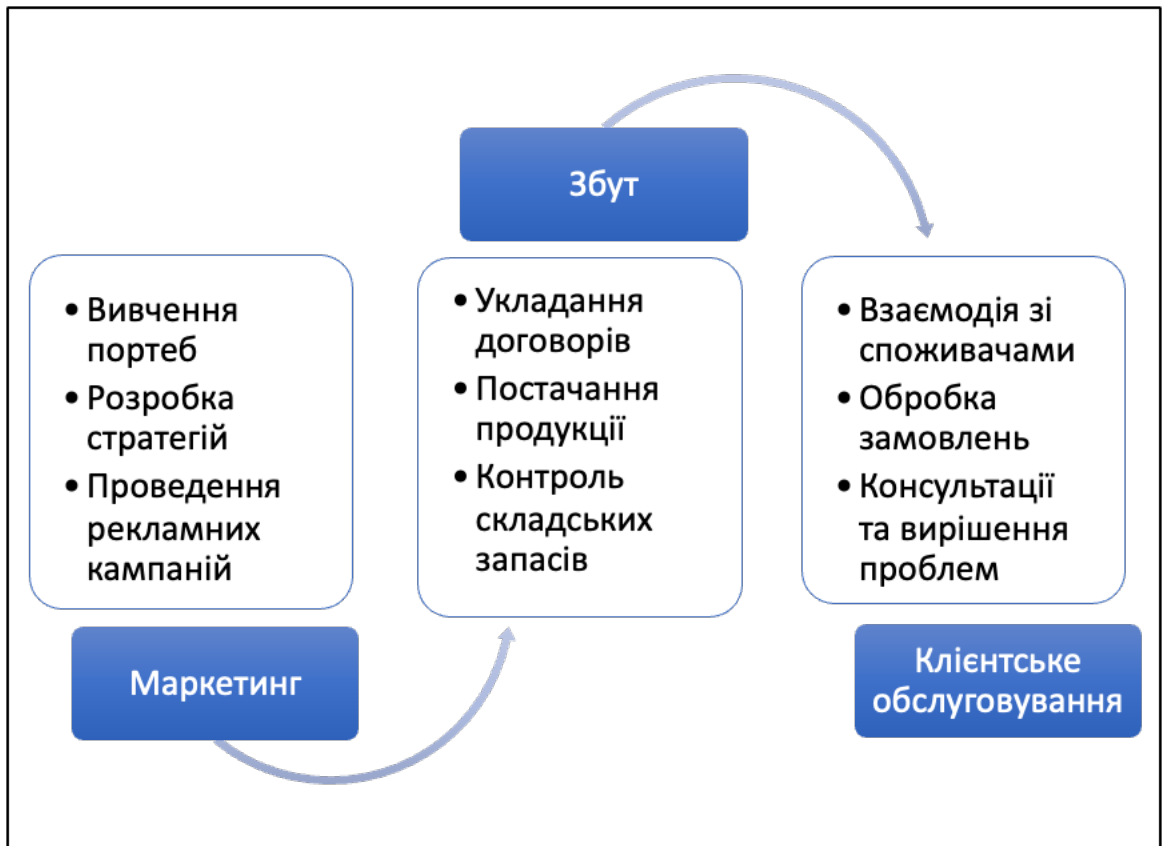 Збут
• Вивчення
портеб
• Розробка
стратегій
• Проведення
рекламних
кампаній
Маркетинг
• Укладання
договорів
• Постачання
продукції
• Контроль
складських
запасів
• Взаємодія зі
споживачами
• Обробка
замовлень
• Консультації
та вирішення
проблем
Клієнтське
обслуговування